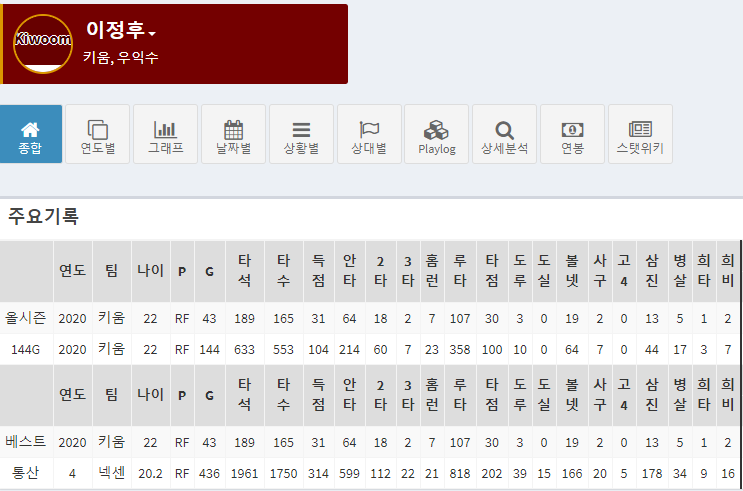 Kiwoom
이정후
키움, 우익수
종합 연도별 그래프 날짜별 상황별 상대별 Playlog 상세분석 연봉 스탯위키
주요기록
연도 팀 나이 P G 타석 타수 득점 안타 2타 3타 홈런 루타 타점 도루 도실 볼넷 사구 고4 삼진 병살 희타 희비
올시즌 2020 키움 22 RF 43 189 165 31 64 18 2 7 107 30 3 0 19 2 0 13 5 1 2
144G 2020 키움 22 RF 144 633 553 104 214 60 7 23 358 100 10 0 64 7 0 44 17 3 7
연도 팀 나이 P G 타석 타수 득점 안타 2타 3타 홈런 루타 타점 도루 도실 볼넷 사구 고4 삼진 병살 희타 희비
베스트 2020 키움 22 RF 43 189 165 31 64 18 2 7 107 30 3 0 19 2 0 13 5 1 2
통산 4 넥센 20.2 RF 436 1961 1750 314 599 112 22 21 818 202 39 15 166 20 5 178 34 9 16